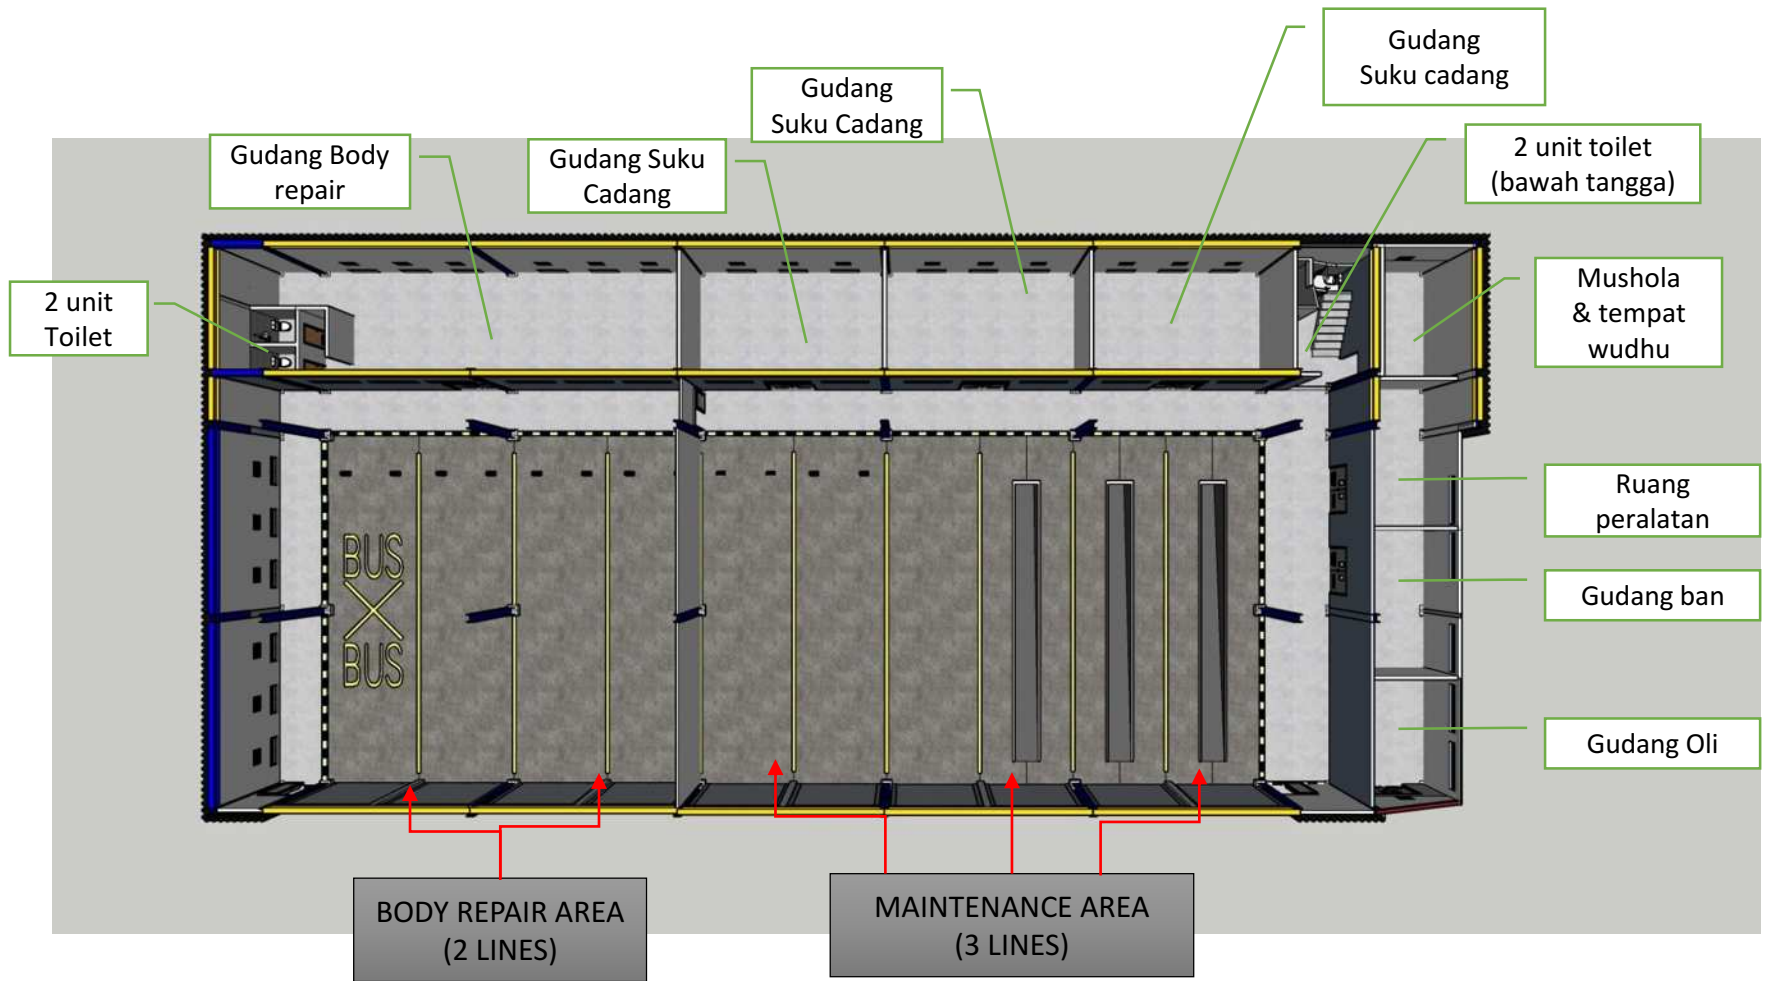 Gudang
Suku cadang
Gudang
Suku Cadang
2 unit toilet
(bawah tangga)
Gudang Body
repair
Gudang Suku
Cadang
Mushola
& tempat
wudhu
2 unit
Toilet
Ruang
peralatan
BUS
BUS
Gudang ban
Gudang Oli
BODY REPAIR AREA
(2 LINES)
MAINTENANCE AREA
(3 LINES)